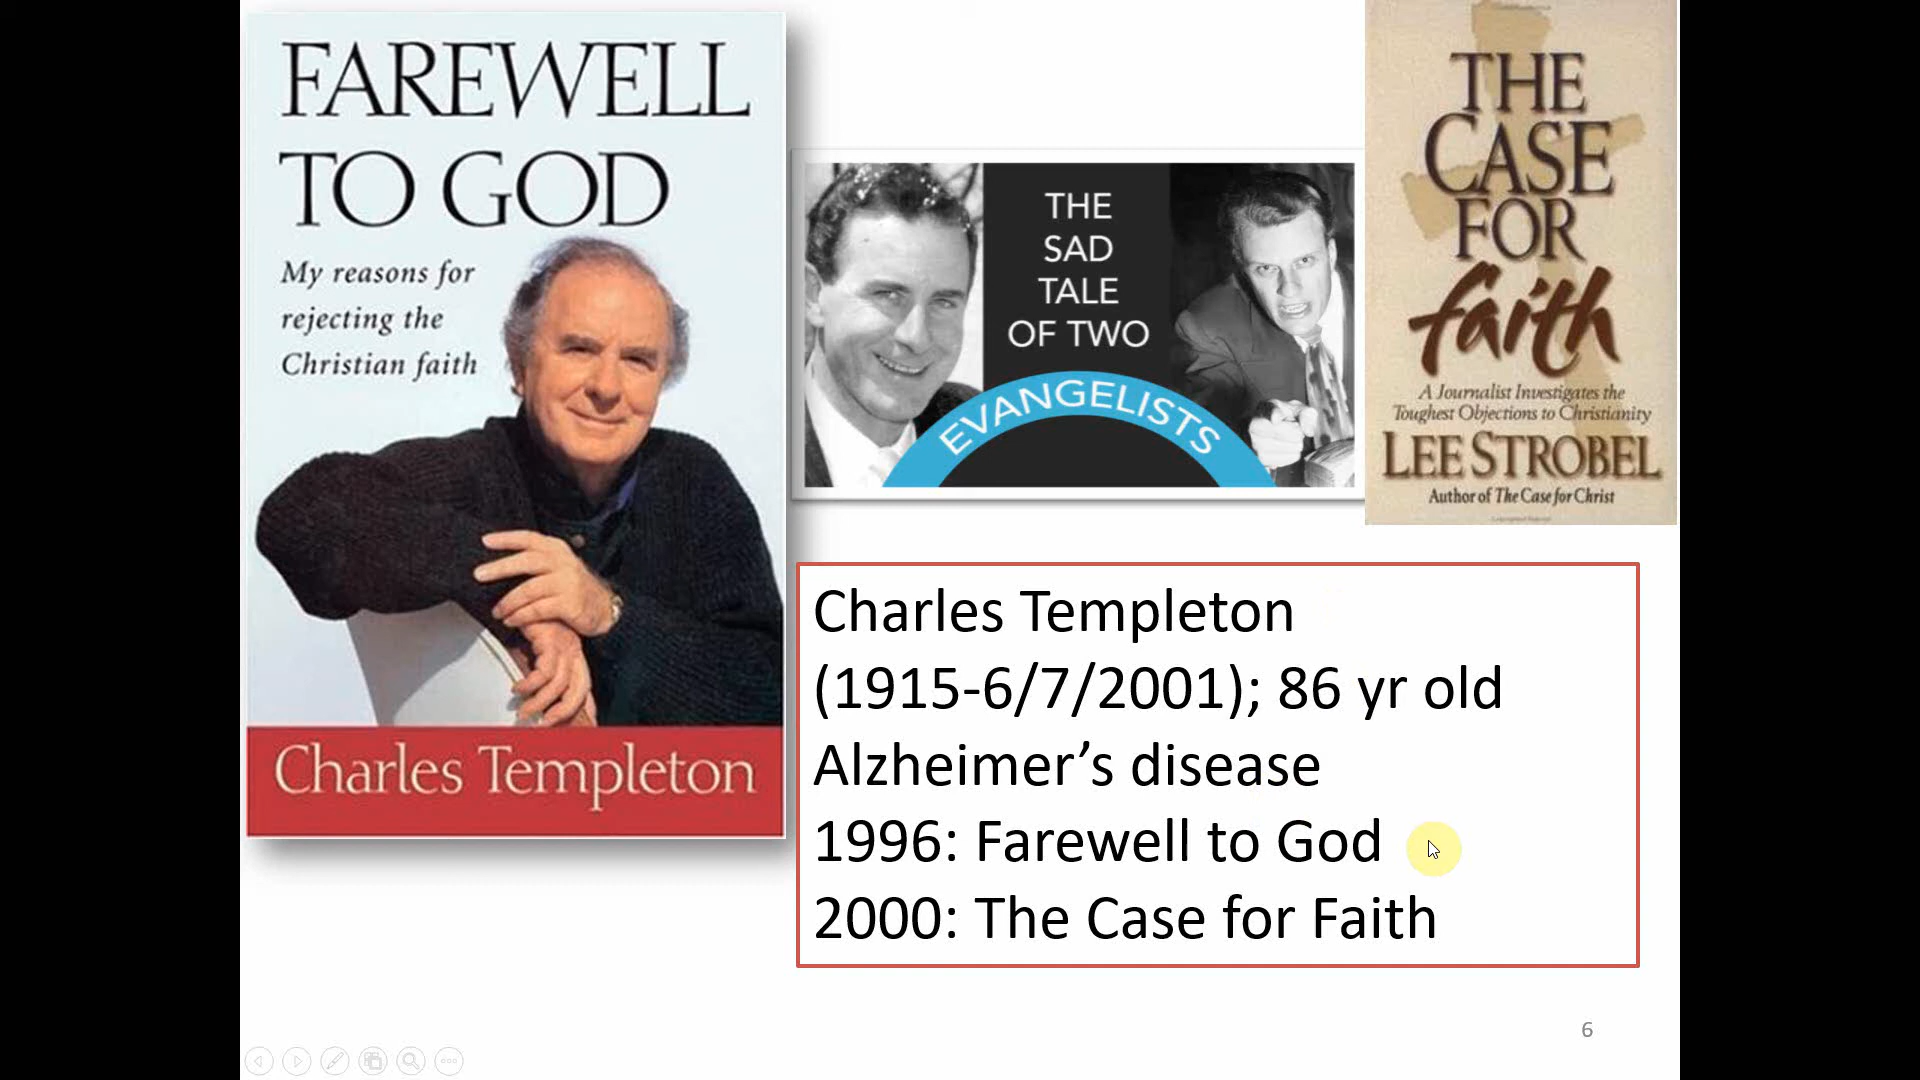 FAREWELL
TO GOD
My reasons for
rejecting the
Christian faith
Charles Templeton
THE
SAD
TALE
OF TWO
EVANGELISTS
THE
CASE
FOR
faith
A Journalist Investigates the
Toughest Objections to Christianity
LEE STROBEL
Author of The Case for Christ
Charles Templeton
(1915-6/7/2001); 86 yr old
Alzheimer’s disease
1996: Farewell to God
2000: The Case for Faith
6